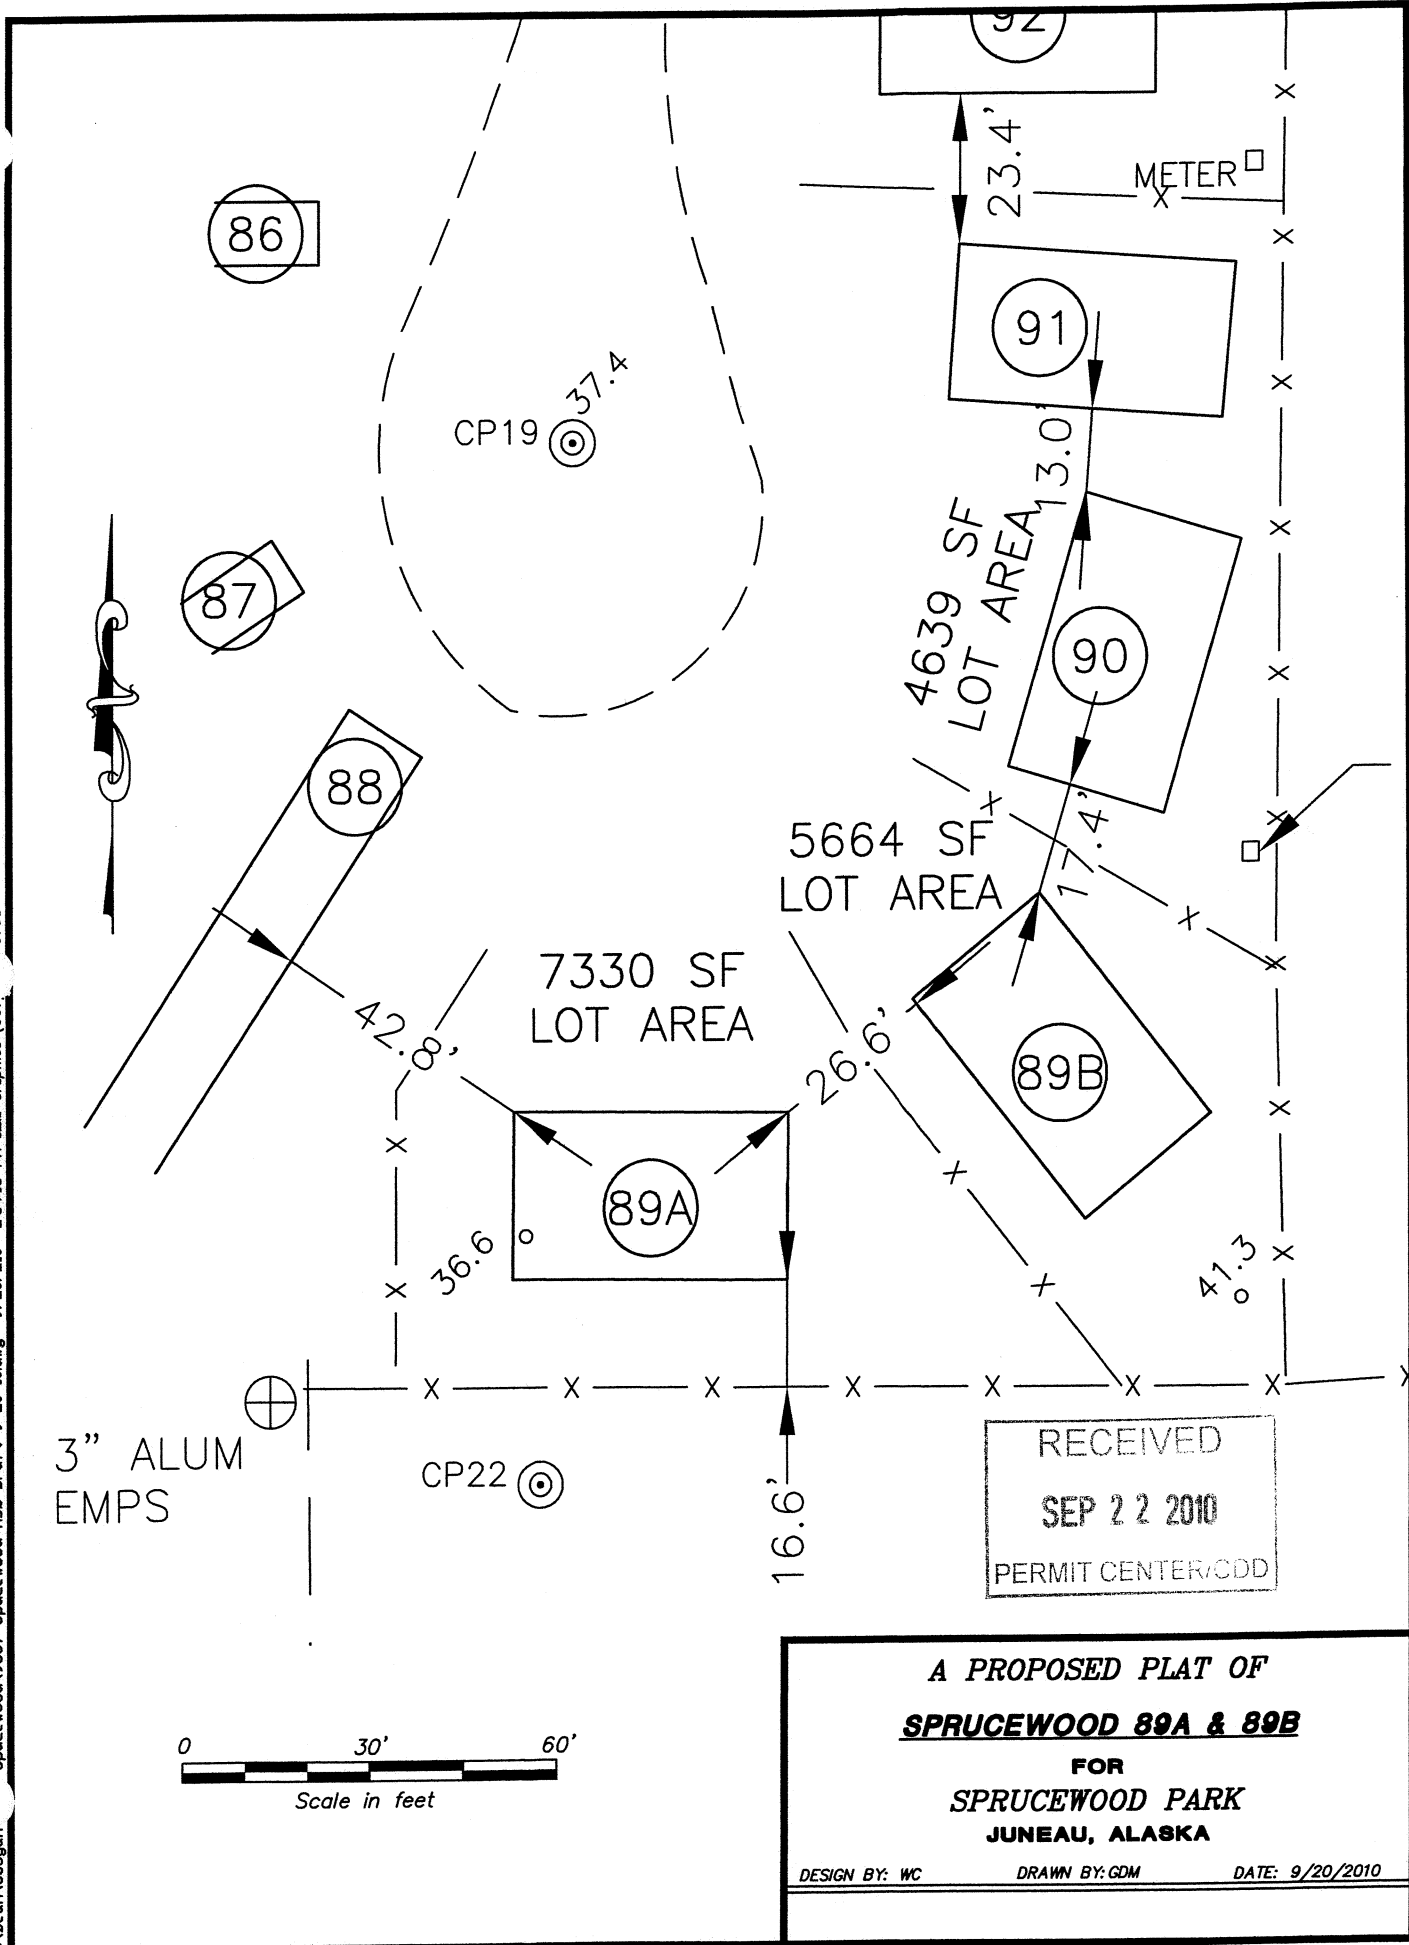 92
23.4'
METER
X
86
91
37.4
CP19
13.0'
4639 SF
LOT AREA
87
90
88
17.4'
5664 SF
LOT AREA
7330 SF
LOT AREA
42.8'
26.6'
89B
89A
36.6
41.3
X X X X X X X
3” ALUM
EMPS
CP22
16.6'
RECEIVED
SEP 2 2 2010
PERMIT CENTER/CDD
0 30' 60'
Scale in feet
A PROPOSED PLAT OF
SPRUCEWOOD 89A & 89B
FOR
SPRUCEWOOD PARK
JUNEAU, ALASKA
DESIGN BY: WC DRAWN BY: GDM DATE: 9/20/2010